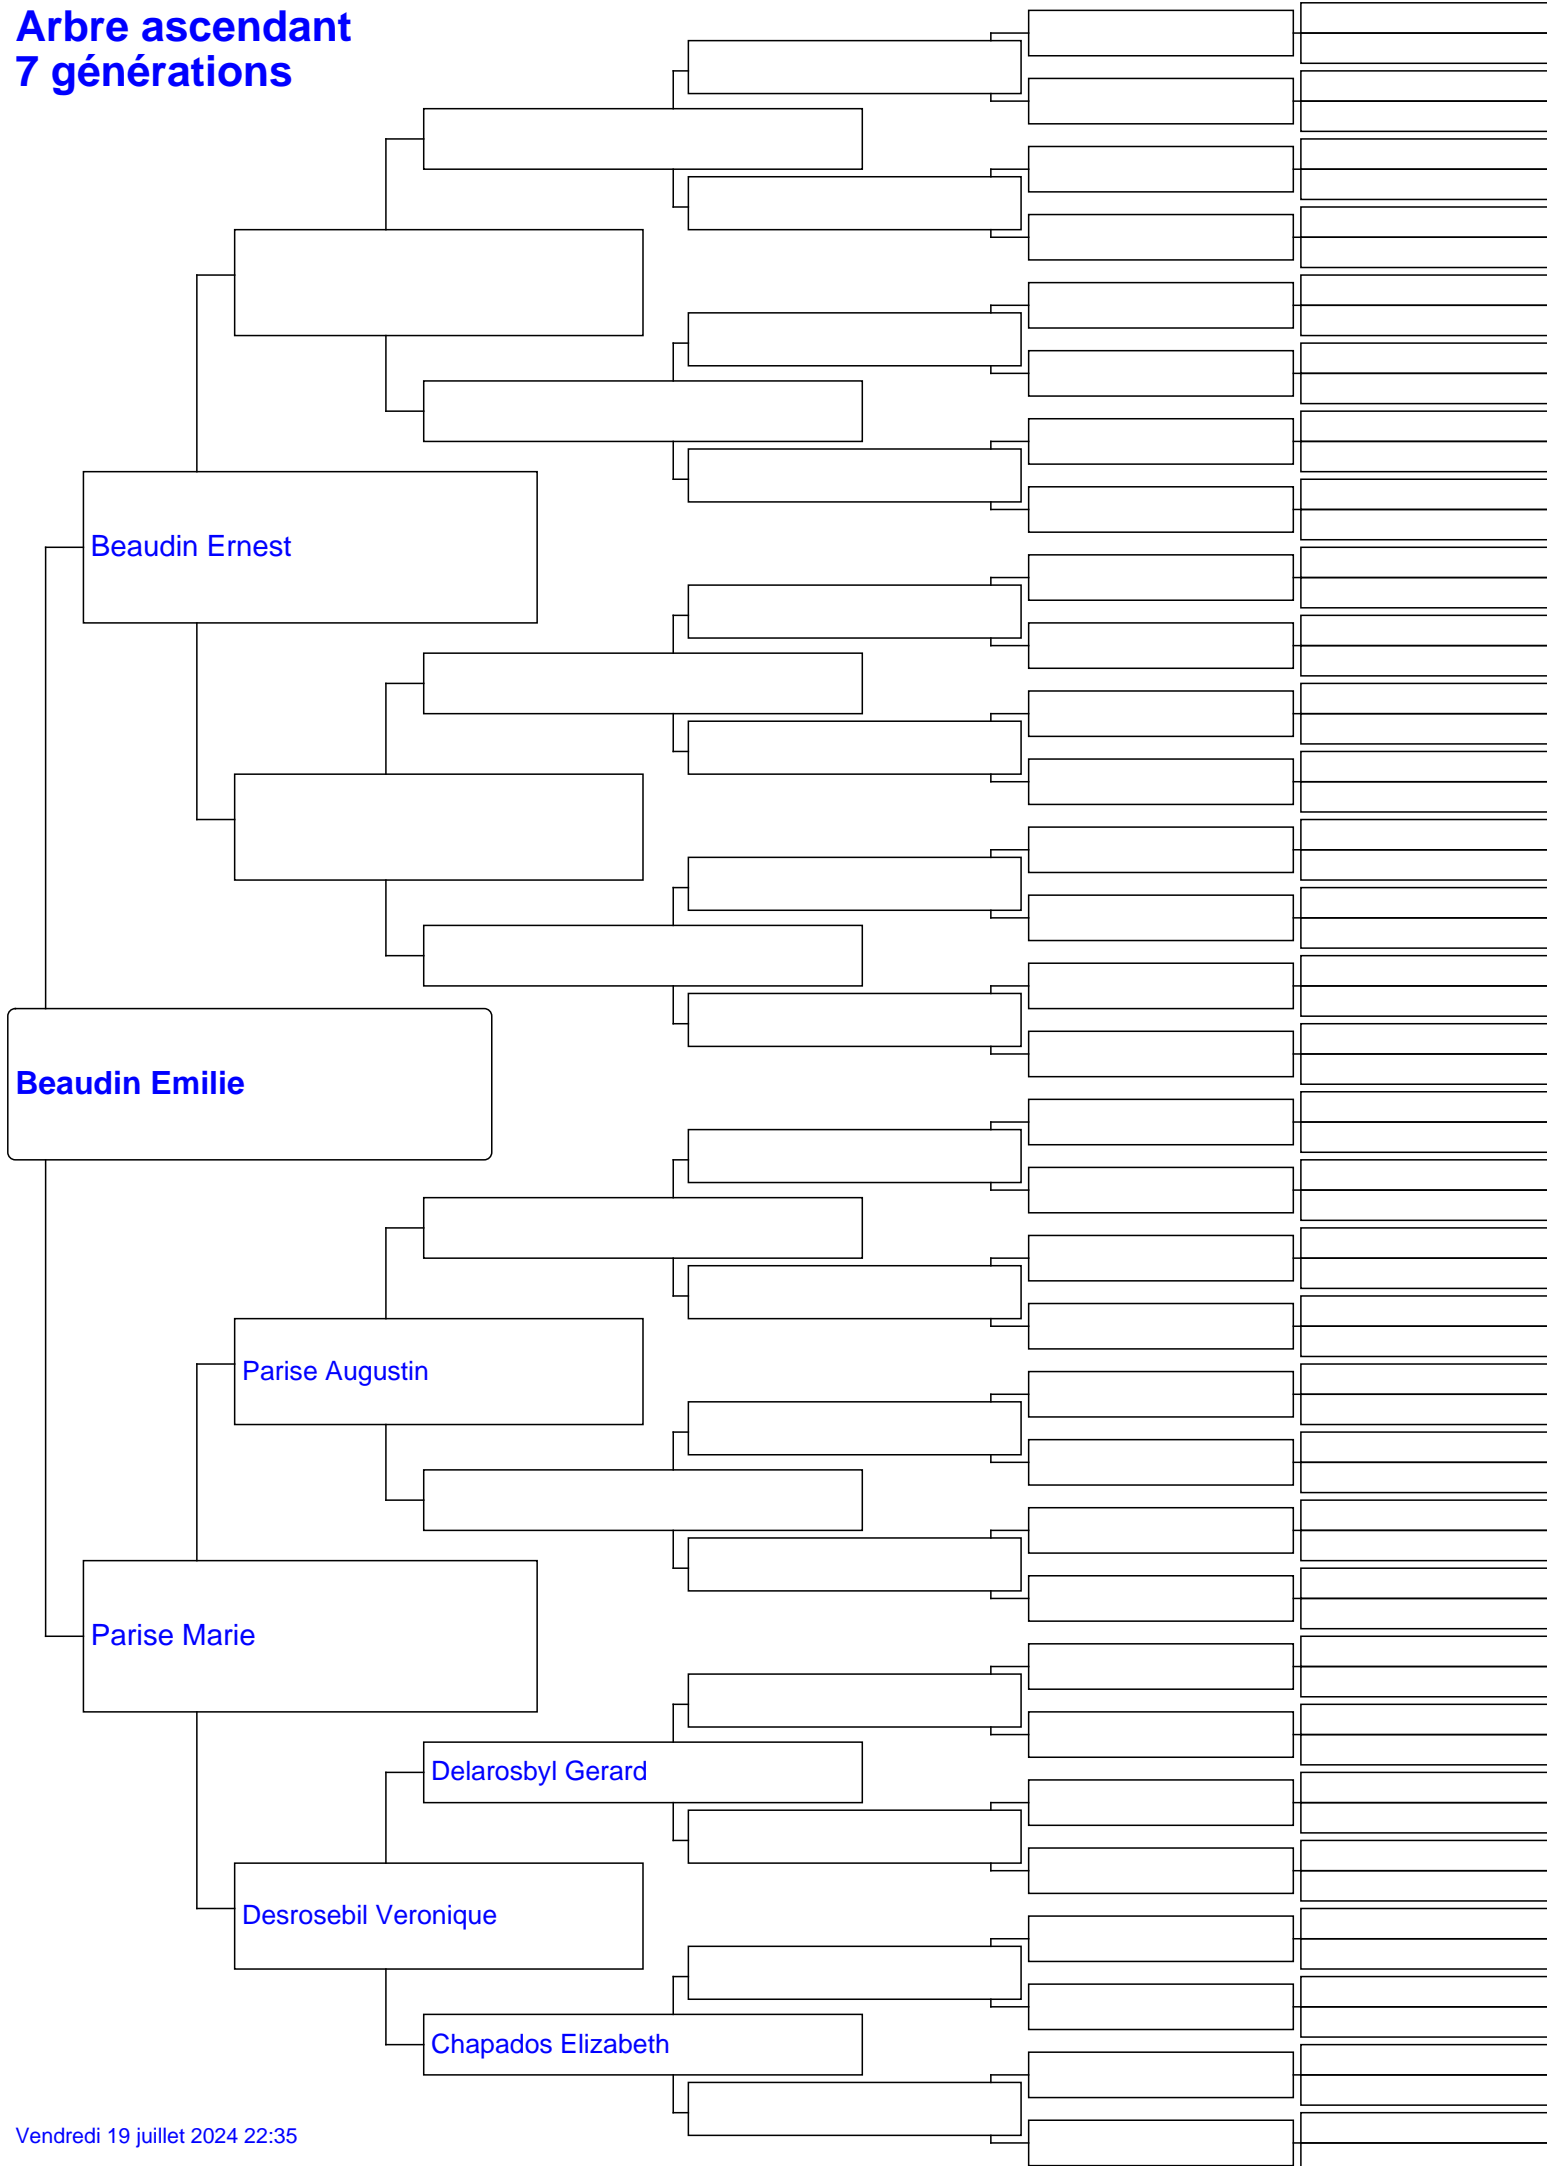 Arbre ascendant
7 générations
Beaudin Ernest
Beaudin Emilie
Parise Augustin
Parise Marie
Delarosbyl Gerard
Desrosebil Veronique
Chapados Elizabeth
Vendredi 19 juillet 2024 22:35